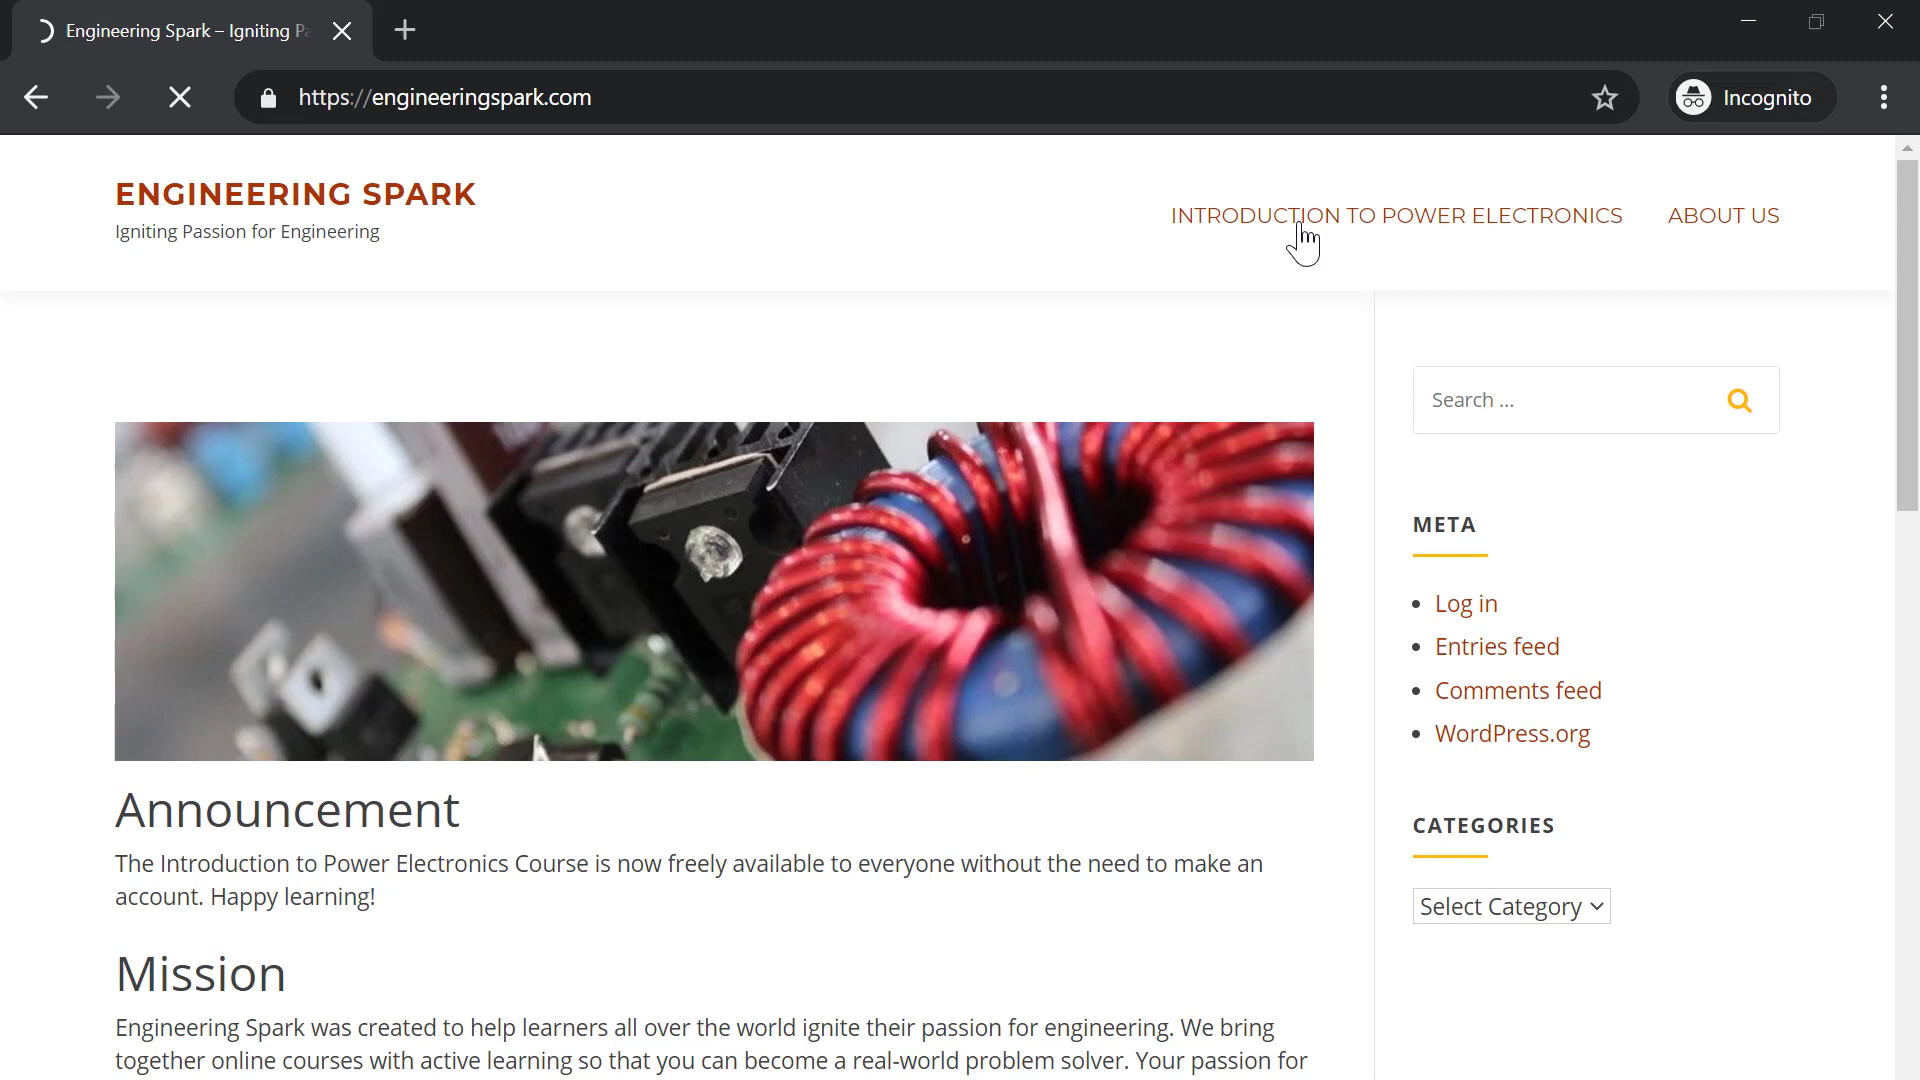 Engineering Spark – Igniting Pa
https://engineeringspark.com
Incognito
ENGINEERING SPARK
Igniting Passion for Engineering
INTRODUCTION TO POWER ELECTRONICS
ABOUT US
Search ...
META
Log in
Entries feed
Comments feed
WordPress.org
CATEGORIES
Select Category
Announcement
The Introduction to Power Electronics Course is now freely available to everyone without the need to make an
account. Happy learning!
Mission
Engineering Spark was created to help learners all over the world ignite their passion for engineering. We bring
together online courses with active learning so that you can become a real-world problem solver. Your passion for